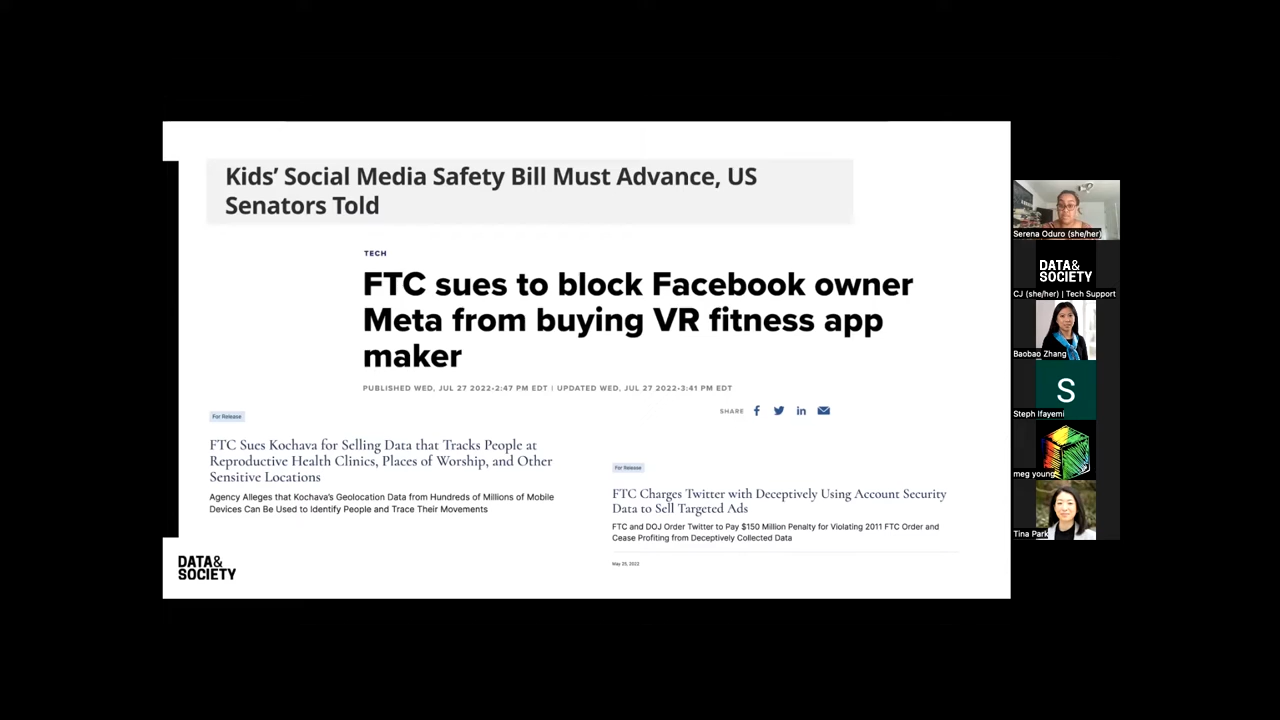 Kids’ Social Media Safety Bill Must Advance, US
Senators Told
TECH
FTC sues to block Facebook owner
Meta from buying VR fitness app
maker
PUBLISHED WED, JUL 27 2022•2:47 PM EDT | UPDATED WED, JUL 27 2022•3:41 PM EDT
SHARE
For Release
FTC Sues Kochava for Selling Data that Tracks People at
Reproductive Health Clinics, Places of Worship, and Other
Sensitive Locations
Agency Alleges that Kochava’s Geolocation Data from Hundreds of Millions of Mobile
Devices Can Be Used to Identify People and Trace Their Movements
For Release
FTC Charges Twitter with Deceptively Using Account Security
Data to Sell Targeted Ads
FTC and DOJ Order Twitter to Pay $150 Million Penalty for Violating 2011 FTC Order and
Cease Profiting from Deceptively Collected Data
May 25, 2022
DATA&
SOCIETY
Serena Oduro (she/her)
DATA&
SOCIETY
CJ (she/her) | Tech Support
Baobao Zhang
S
Steph Ifayemi
meg young
Tina Park